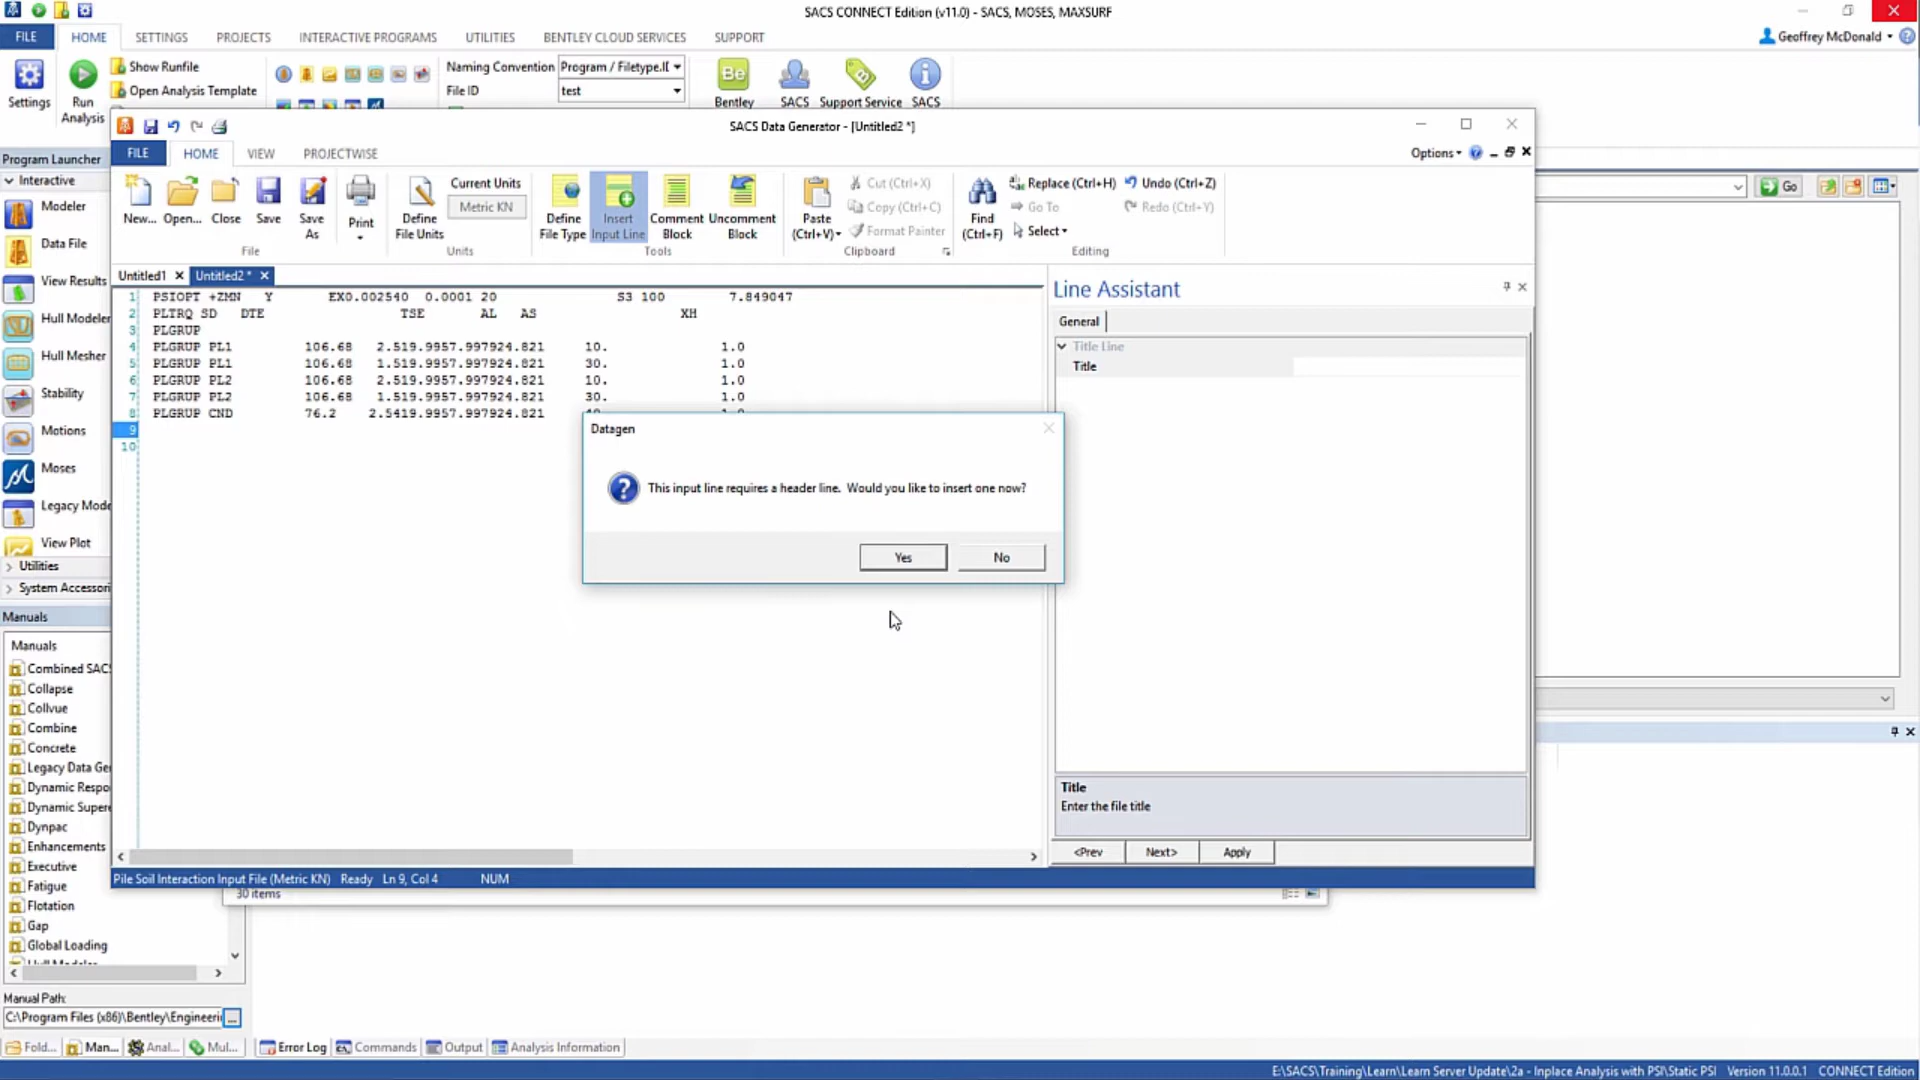 SACS CONNECT Edition (v11.0) - SACS, MOSES, MAXSURF
FILE HOME SETTINGS PROJECTS INTERACTIVE PROGRAMS UTILITIES BENTLEY CLOUD SERVICES SUPPORT
Geoffrey McDonald
Settings
Run Analysis
Show Runfile
Open Analysis Template
Naming Convention Program / Filetype.IE
File ID test
Bentley SACS Support Service SACS
SACS Data Generator - [Untitled2 *]
FILE HOME VIEW PROJECTWISE
Options
New... Open... Close Save Save As Print
File
Define File Units
Current Units
Metric KN
Units
Define File Type
Insert Input Line
Comment Block
Uncomment Block
Tools
Paste (Ctrl+V)
Cut (Ctrl+X)
Copy (Ctrl+C)
Format Painter
Clipboard
Find (Ctrl+F)
Replace (Ctrl+H)
Go To
Select
Undo (Ctrl+Z)
Redo (Ctrl+Y)
Editing
Go
Program Launcher
Interactive
Modeler
Data File
View Results
Hull Modeler
Hull Mesher
Stability
Motions
Moses
Legacy Mode
View Plot
Utilities
System Accessori
Untitled1 Untitled2 *
1 PSIOPT +ZMN Y EX0.002540 0.0001 20 S3 100 7.849047
2 PLTRQ SD DTE TSE AL AS XH
3 PLGRUP
4 PLGRUP PL1 106.68 2.519.9957.997924.821 10. 1.0
5 PLGRUP PL1 106.68 1.519.9957.997924.821 30. 1.0
6 PLGRUP PL2 106.68 2.519.9957.997924.821 10. 1.0
7 PLGRUP PL2 106.68 1.519.9957.997924.821 30. 1.0
8 PLGRUP CND 76.2 2.5419.9957.997924.821
9
10
Datagen
This input line requires a header line. Would you like to insert one now?
Yes No
Line Assistant
General
Title Line
Title
Title
Enter the file title
<Prev Next> Apply
Pile Soil Interaction Input File (Metric KN) Ready Ln 9, Col 4 NUM
30 items
Manuals
Manuals
Combined SACS
Collapse
Collvue
Combine
Concrete
Legacy Data Ge
Dynamic Respo
Dynamic Supere
Dynpac
Enhancements
Executive
Fatigue
Flotation
Gap
Global Loading
Manual Path:
C:\Program Files (x86)\Bentley\Engineeri ...
Fold... Man... Anal... Mul...
Error Log Commands Output Analysis Information
E:\SACS\Training\Learn\Learn Server Update\2a - Inplace Analysis with PSI\Static PSI Version 11.0.0.1 CONNECT Edition